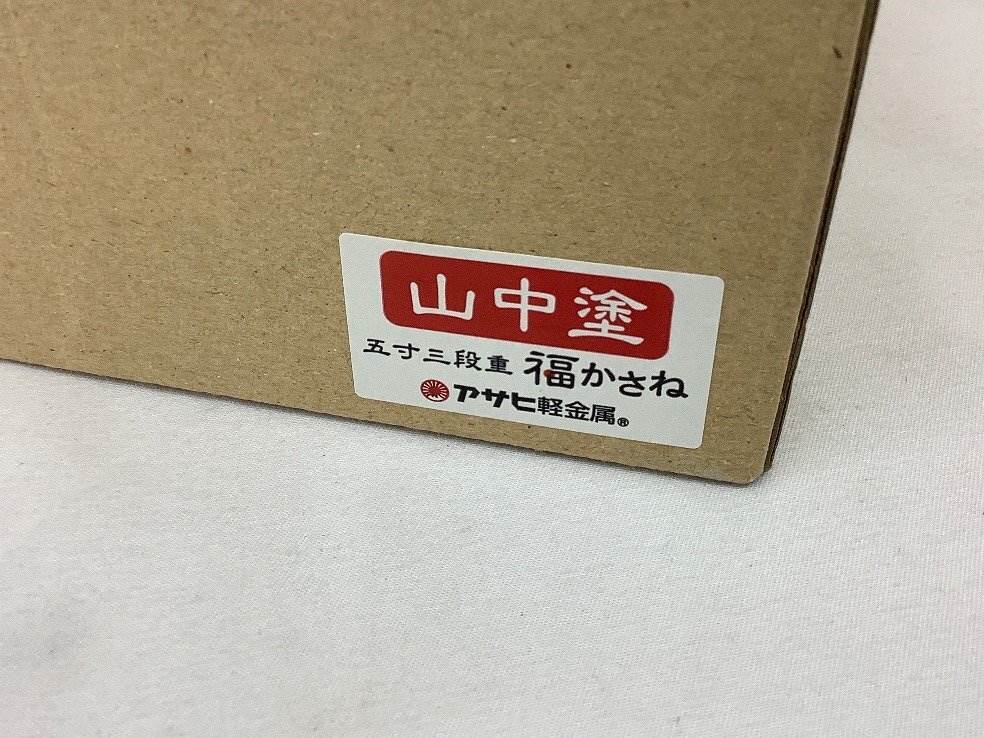 山中塗
五寸三段重 福かさね
アサヒ軽金属®